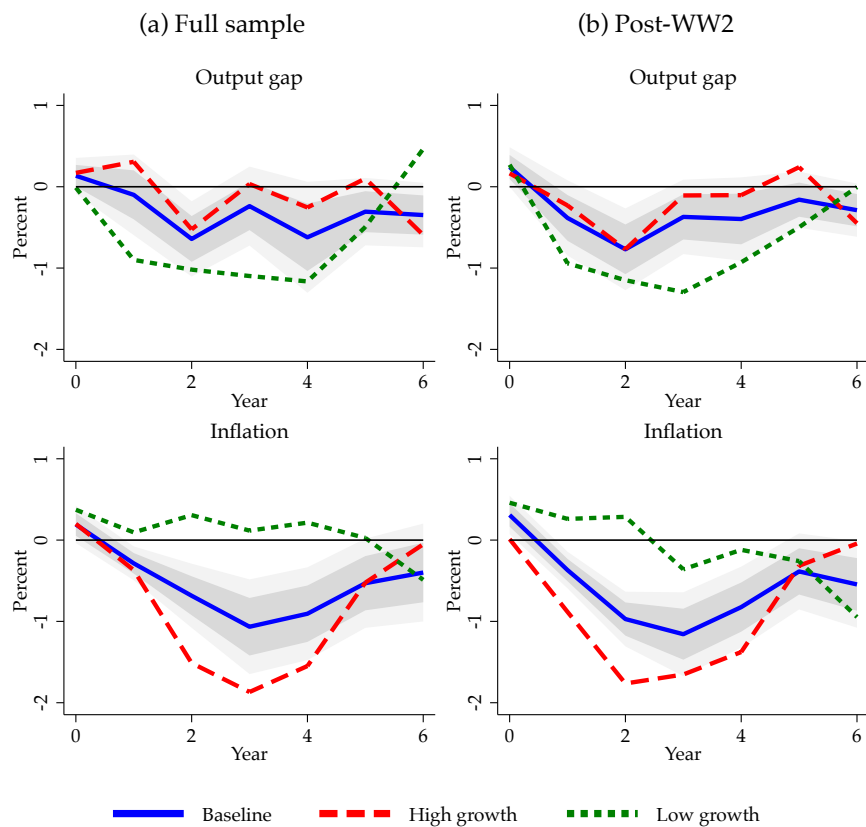 (a) Full sample
(b) Post-WW2
Output gap
Percent
1
0
-1
-2
0 2 4 6
Year
Output gap
Percent
1
0
-1
-2
0 2 4 6
Year
Inflation
Percent
1
0
-1
-2
0 2 4 6
Year
Inflation
Percent
1
0
-1
-2
0 2 4 6
Year
Baseline High growth Low growth